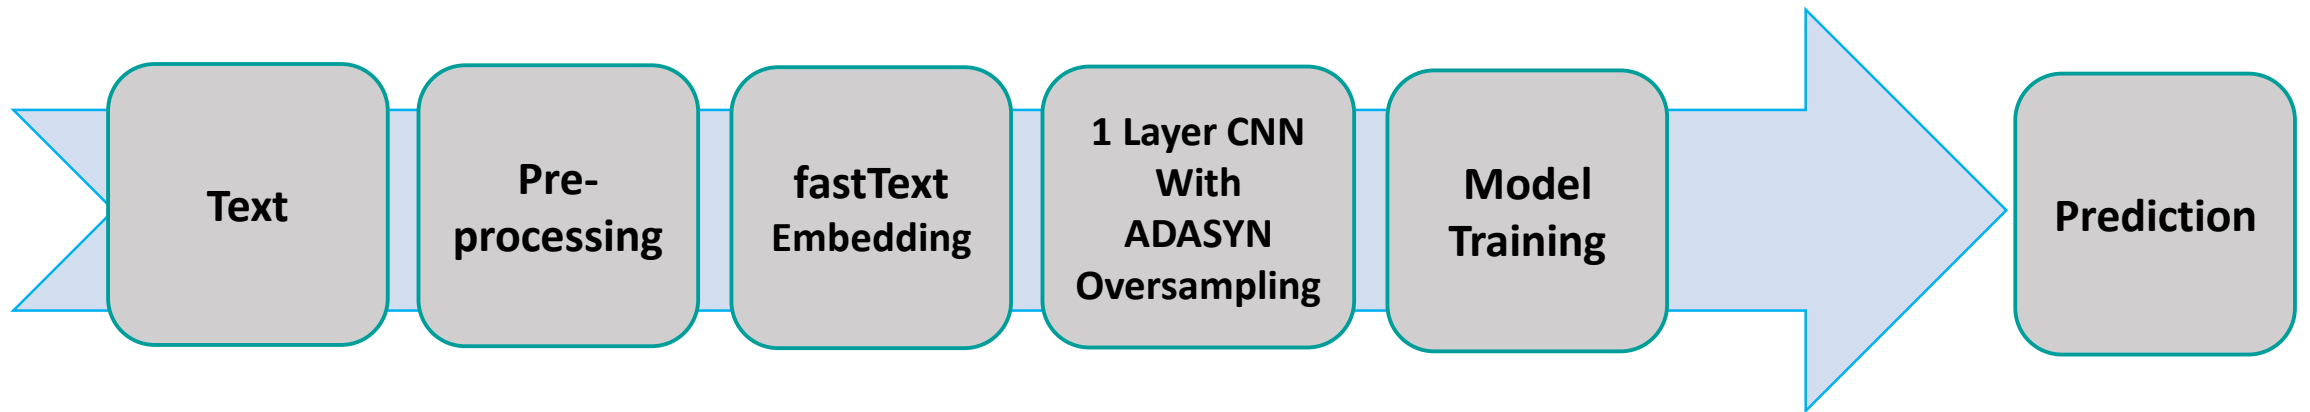 Text
Pre-
processing
fastText
Embedding
1 Layer CNN
With
ADASYN
Oversampling
Model
Training
Prediction